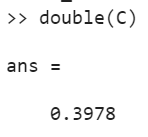 >> double(C)
ans =
0.3978